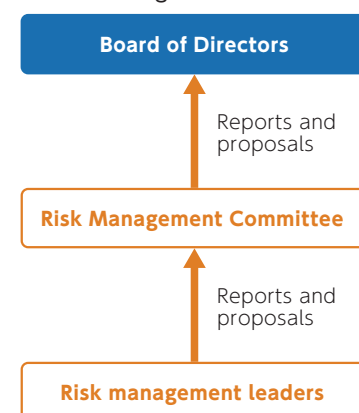 Board of Directors
Reports and
proposals
Risk Management Committee
Reports and
proposals
Risk management leaders